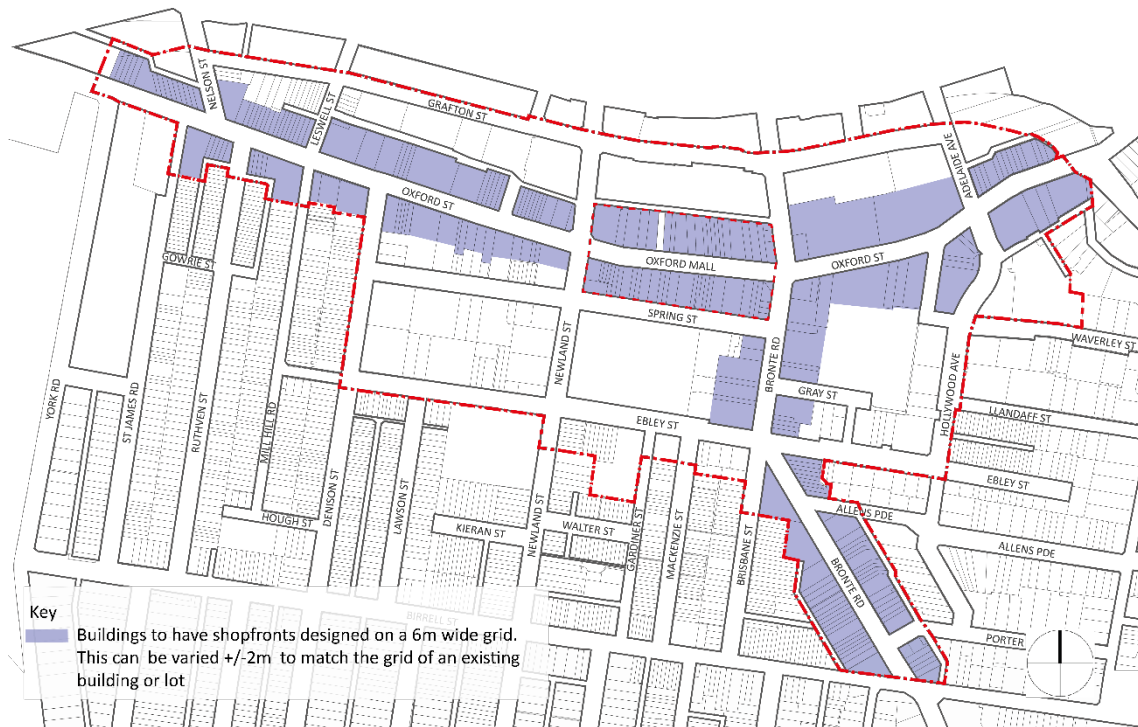 NELSON ST
LESWELL ST
GRAFTON ST
ADELAIDE AVE
OXFORD ST
OXFORD MALL
OXFORD ST
GOWRIE ST
SPRING ST
WAVERLEY ST
NEWLAND ST
BRONTE RD
HOLLYWOOD AVE
YORK RD
ST JAMES RD
RUTHVEN ST
MILL HILL RD
GRAY ST
LLANDAFF ST
EBLEY ST
EBLEY ST
DENISON ST
LAWSON ST
ALLENS PDE
HOUGH ST
KIERAN ST
NEWLAND ST
WALTER ST
GARDINER ST
MACKENZIE ST
BRISBANE ST
ALLENS PDE
BRONTE RD
BIRRELL ST
PORTER
Key
Buildings to have shopfronts designed on a 6m wide grid.
This can be varied +/-2m to match the grid of an existing
building or lot